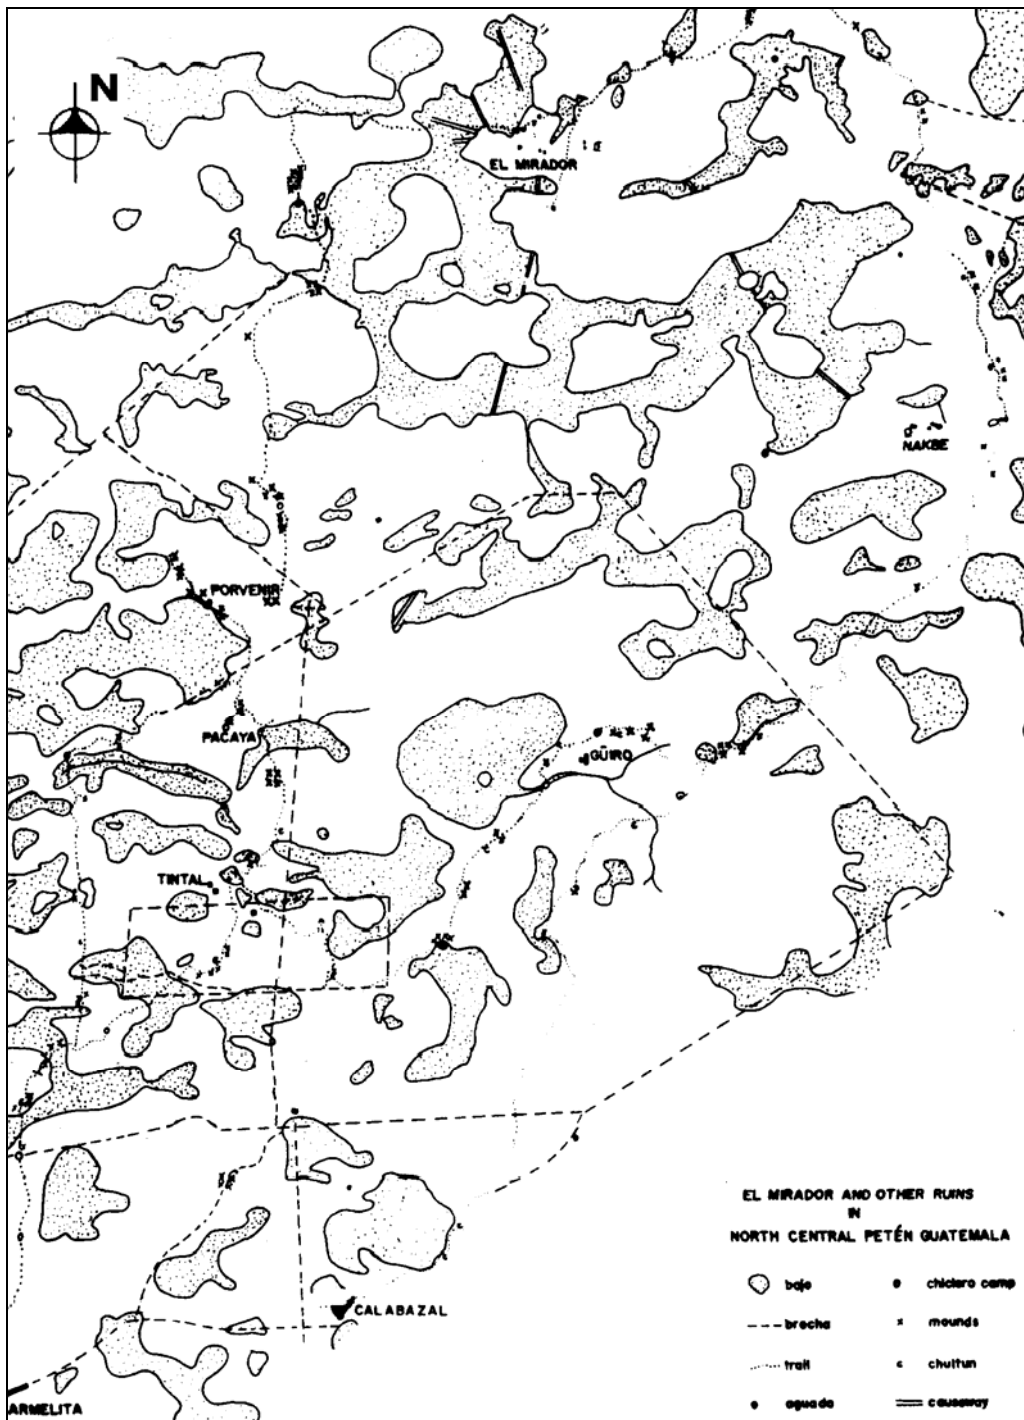 N
EL MIRADOR
NAKBE
PORVENIR
PACAYA
GÜIRO
TINTAL
CALABAZAL
ARMELITA
EL MIRADOR AND OTHER RUINS
IN
NORTH CENTRAL PETÉN GUATEMALA
bajo
chiclero camp
brecha
mounds
trail
chultun
aguada
causeway